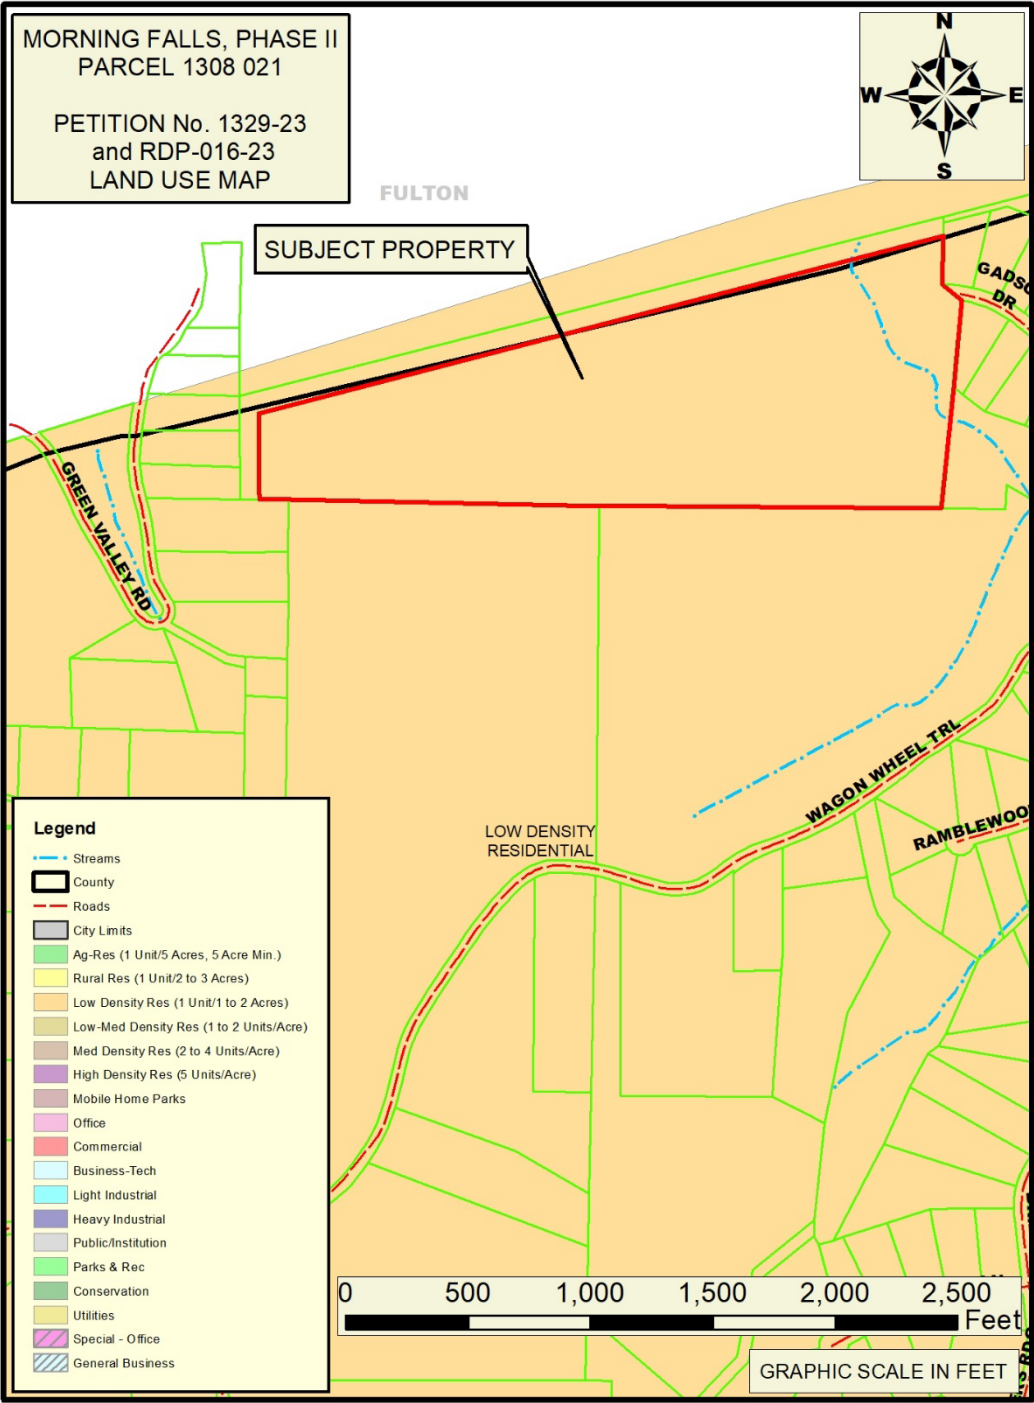 MORNING FALLS, PHASE II
PARCEL 1308 021
PETITION No. 1329-23
and RDP-016-23
LAND USE MAP
N
W
E
S
FULTON
SUBJECT PROPERTY
DR
GREEN VALLEY RD
WAGON WHEEL TRL
LOW DENSITY
RESIDENTIAL
Legend
Streams
County
Roads
City Limits
Ag-Res (1 Unit/5 Acres, 5 Acre Min.)
Rural Res (1 Unit/2 to 3 Acres)
Low Density Res (1 Unit/1 to 2 Acres)
Low-Med Density Res (1 to 2 Units/Acre)
Med Density Res (2 to 4 Units/Acre)
High Density Res (5 Units/Acre)
Mobile Home Parks
Office
Commercial
Business-Tech
Light Industrial
Heavy Industrial
Public/Institution
Parks & Rec
Conservation
Utilities
Special - Office
General Business
0 500 1,000 1,500 2,000 2,500
Feet
GRAPHIC SCALE IN FEET